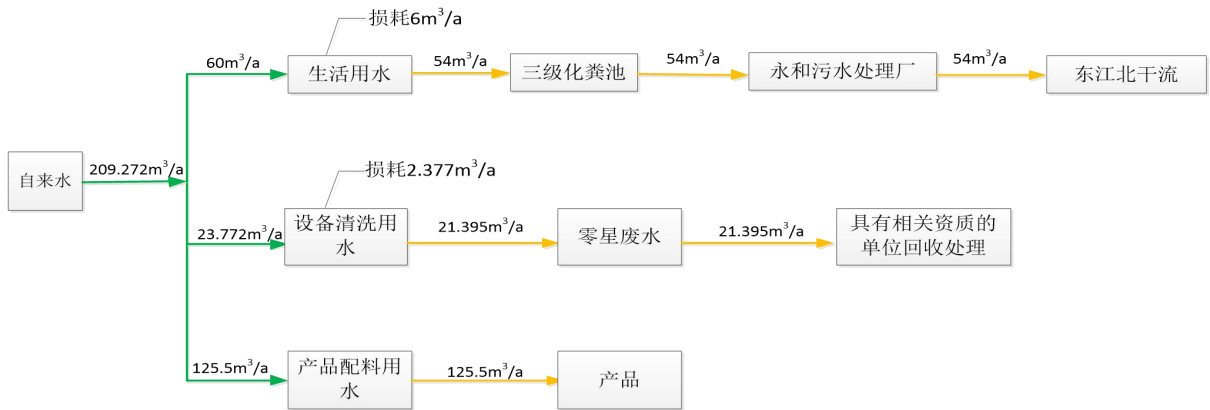 损耗6m³/a
60m³/a
生活用水
54m³/a
三级化粪池
54m³/a
永和污水处理厂
54m³/a
东江北干流
自来水
209.272m³/a
损耗2.377m³/a
23.772m³/a
设备清洗用
水
21.395m³/a
零星废水
21.395m³/a
具有相关资质的
单位回收处理
125.5m³/a
产品配料用
水
125.5m³/a
产品